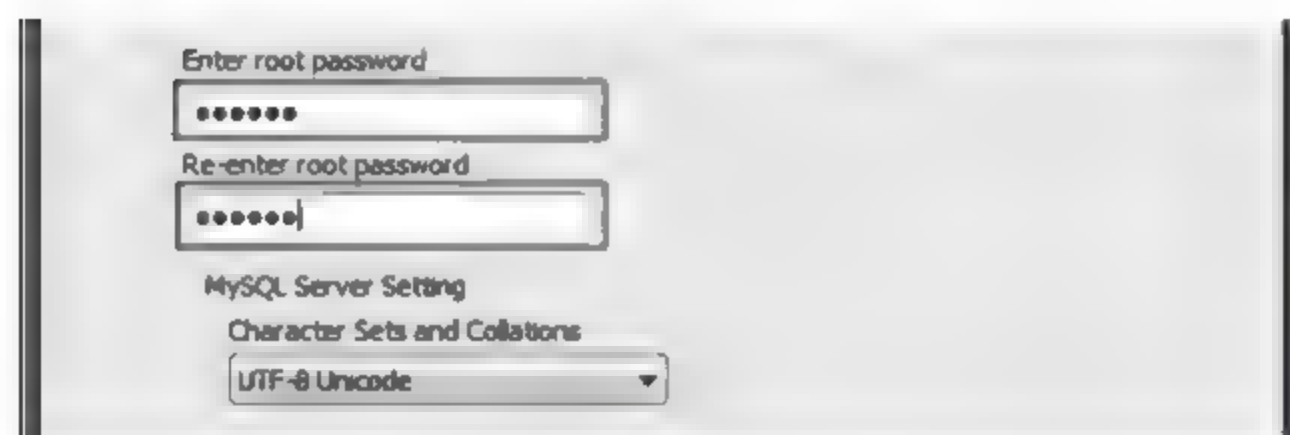 Enter root password
••••••
Re-enter root password
••••••
MySQL Server Setting
Character Sets and Collations
UTF-8 Unicode